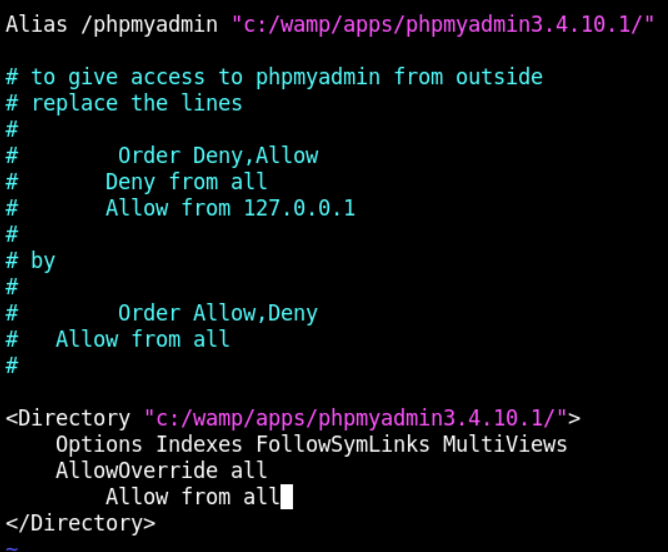 Alias /phpmyadmin "c:/wamp/apps/phpmyadmin3.4.10.1/"
# to give access to phpmyadmin from outside
# replace the lines
#
#        Order Deny,Allow
#       Deny from all
#       Allow from 127.0.0.1
#
# by
#
#        Order Allow,Deny
#   Allow from all
#
<Directory "c:/wamp/apps/phpmyadmin3.4.10.1/">
    Options Indexes FollowSymLinks MultiViews
    AllowOverride all
        Allow from all
</Directory>
~